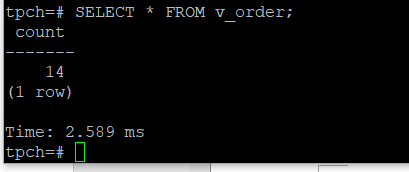 tpch=# SELECT * FROM v_order;
count
-------
14
(1 row)
Time: 2.589 ms
tpch=#